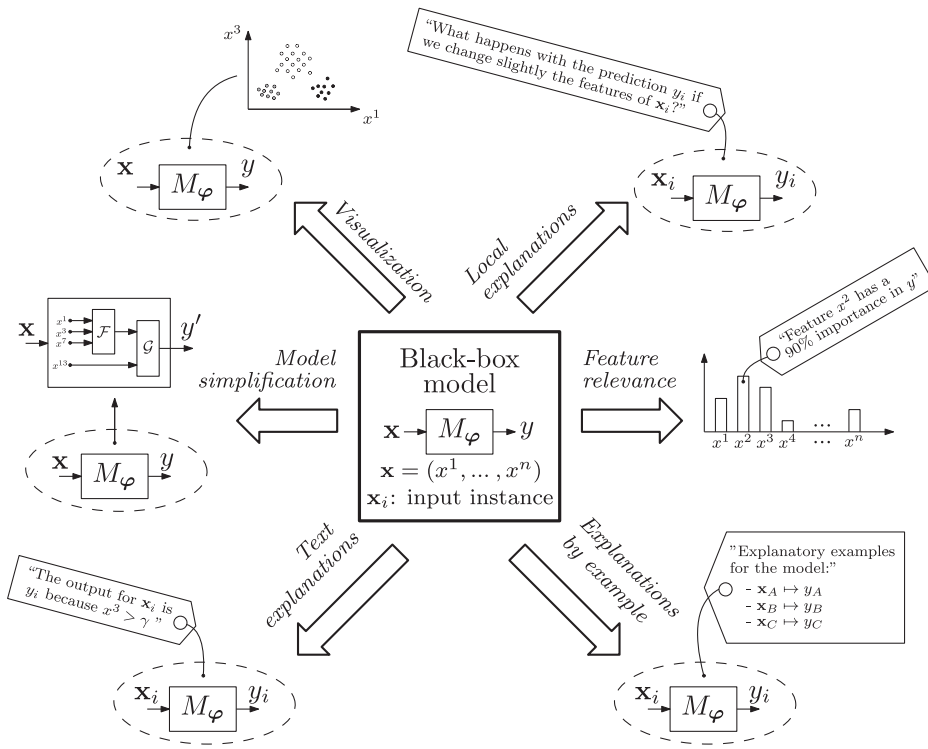 x³
x¹
x
M_φ
y
Visualization
“What happens with the prediction yᵢ if
we change slightly the features of xᵢ?”
xᵢ
M_φ
yᵢ
Local
explanations
x
x¹
x³
x⁷
x¹³
F
G
y′
x
M_φ
y
Model
simplification
Black-box
model
x
M_φ
y
x = (x¹, ... , xⁿ)
xᵢ: input instance
Feature
relevance
“Feature x² has a
90% importance in y”
x¹ x² x³ x⁴ ... xⁿ
...
Text
explanations
“The output for xᵢ is
yᵢ because x³ > γ ”
xᵢ
M_φ
yᵢ
Explanations
by example
”Explanatory examples
for the model:”
- x_A ↦ y_A
- x_B ↦ y_B
- x_C ↦ y_C
xᵢ
M_φ
yᵢ